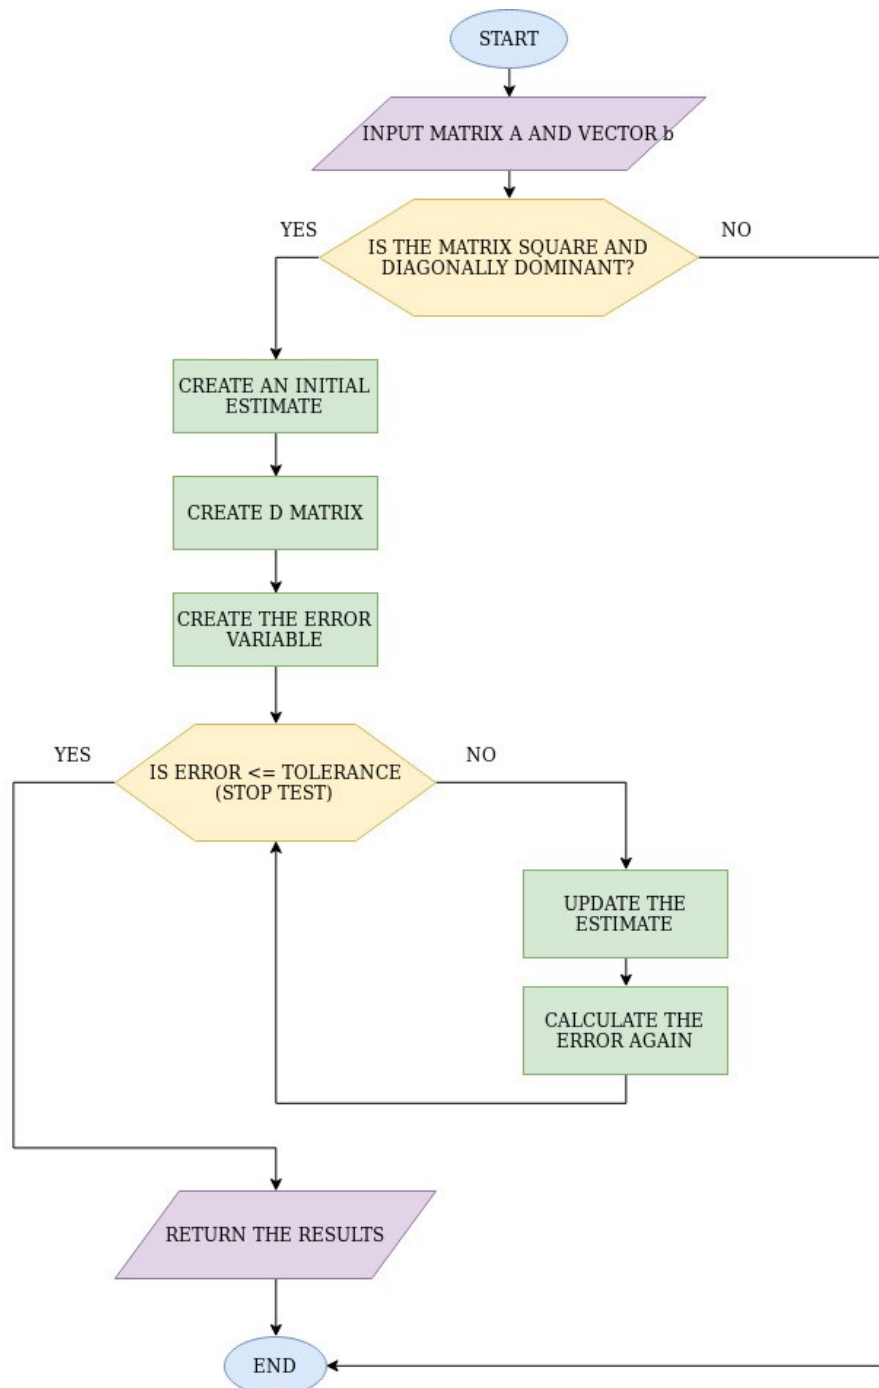 START
INPUT MATRIX A AND VECTOR b
YES
NO
IS THE MATRIX SQUARE AND
DIAGONALLY DOMINANT?
CREATE AN INITIAL
ESTIMATE
CREATE D MATRIX
CREATE THE ERROR
VARIABLE
YES
NO
IS ERROR <= TOLERANCE
(STOP TEST)
UPDATE THE
ESTIMATE
CALCULATE THE
ERROR AGAIN
RETURN THE RESULTS
END